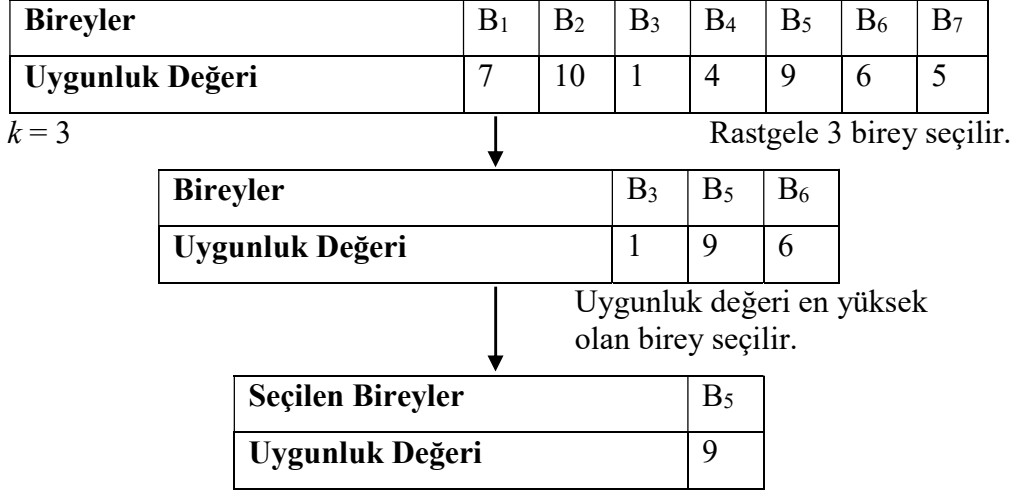 Bireyler B₁ B₂ B₃ B₄ B₅ B₆ B₇
Uygunluk Değeri 7 10 1 4 9 6 5
k = 3 Rastgele 3 birey seçilir.
Bireyler B₃ B₅ B₆
Uygunluk Değeri 1 9 6
Uygunluk değeri en yüksek
olan birey seçilir.
Seçilen Bireyler B₅
Uygunluk Değeri 9